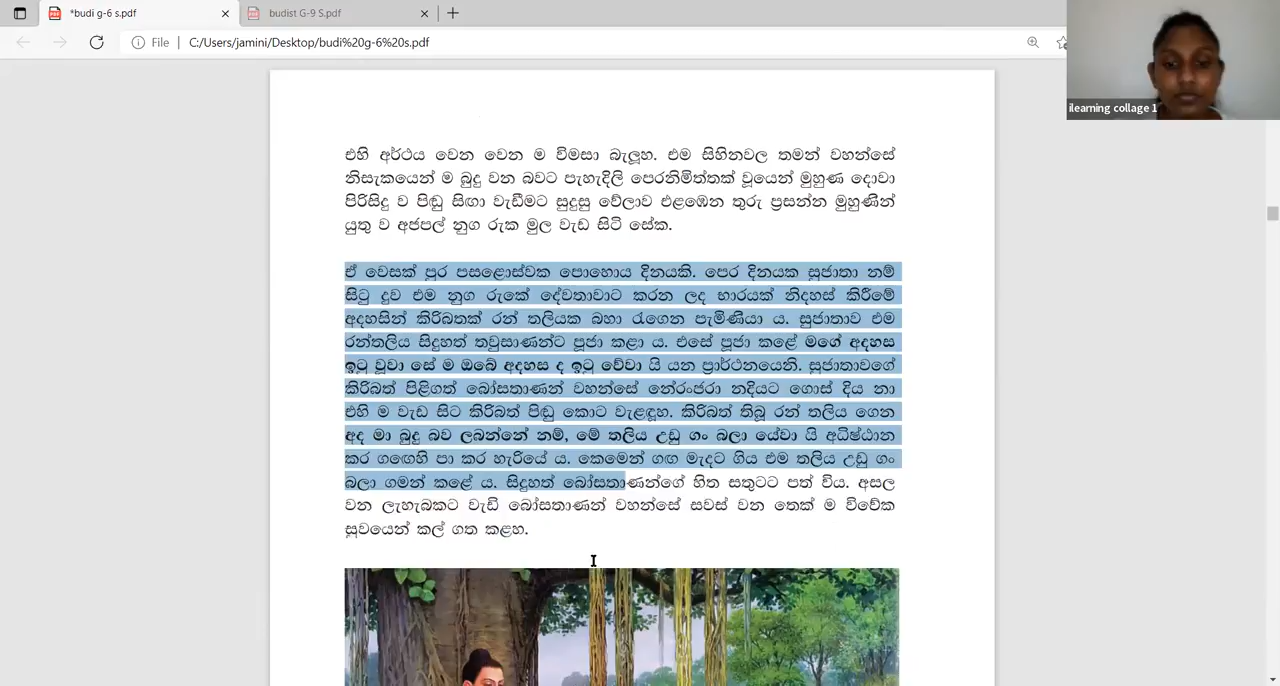 *budi g-6 s.pdf
budist G-9 S.pdf
File
C:/Users/jamini/Desktop/budi%20g-6%20s.pdf
ilearning collage 1
එහි අර්ථය වෙන වෙන ම විමසා බැලූහ. එම සිහිනවල තමන් වහන්සේ
නිසැකයෙන් ම බුදු වන බවට පැහැදිලි පෙරනිමිත්තක් වූයෙන් මුහුණ දොවා
පිරිසිදු ව පිඬු සිඟා වැඩීමට සුදුසු වේලාව එළඹෙන තුරු ප්‍රසන්න මුහුණින්
යුතු ව අජපල් නුග රුක මුල වැඩ සිටි සේක.
ඒ වෙසක් පුර පසළොස්වක පොහොය දිනයකි. පෙර දිනයක සුජාතා නම්
සිටු දුව එම නුග රුකේ දේවතාවාට කරන ලද භාරයක් නිදහස් කිරීමේ
අදහසින් කිරිබතක් රන් තලියක බහා රැගෙන පැමිණියා ය. සුජාතාව එම
රන්තලිය සිදුහත් තවුසාණන්ට පූජා කළා ය. එසේ පූජා කළේ මගේ අදහස
ඉටු වූවා සේ ම ඔබේ අදහස ද ඉටු වේවා යි යන ප්‍රාර්ථනයෙනි. සුජාතාවගේ
කිරිබත් පිළිගත් බෝසතාණන් වහන්සේ නේරංජරා නදියට ගොස් දිය නා
එහි ම වැඩ සිට කිරිබත් පිඬු කොට වැළඳූහ. කිරිබත් තිබූ රන් තලිය ගෙන
අද මා බුදු බව ලබන්නේ නම්, මේ තලිය උඩු ගං බලා යේවා යි අධිෂ්ඨාන
කර ගඟෙහි පා කර හැරියේ ය. කෙමෙන් ගඟ මැදට ගිය එම තලිය උඩු ගං
බලා ගමන් කළේ ය. සිදුහත් බෝසතාණන්ගේ හිත සතුටට පත් විය. අසල
වන ලැහැබකට වැඩි බෝසතාණන් වහන්සේ සවස් වන තෙක් ම විවේක
සුවයෙන් කල් ගත කළහ.